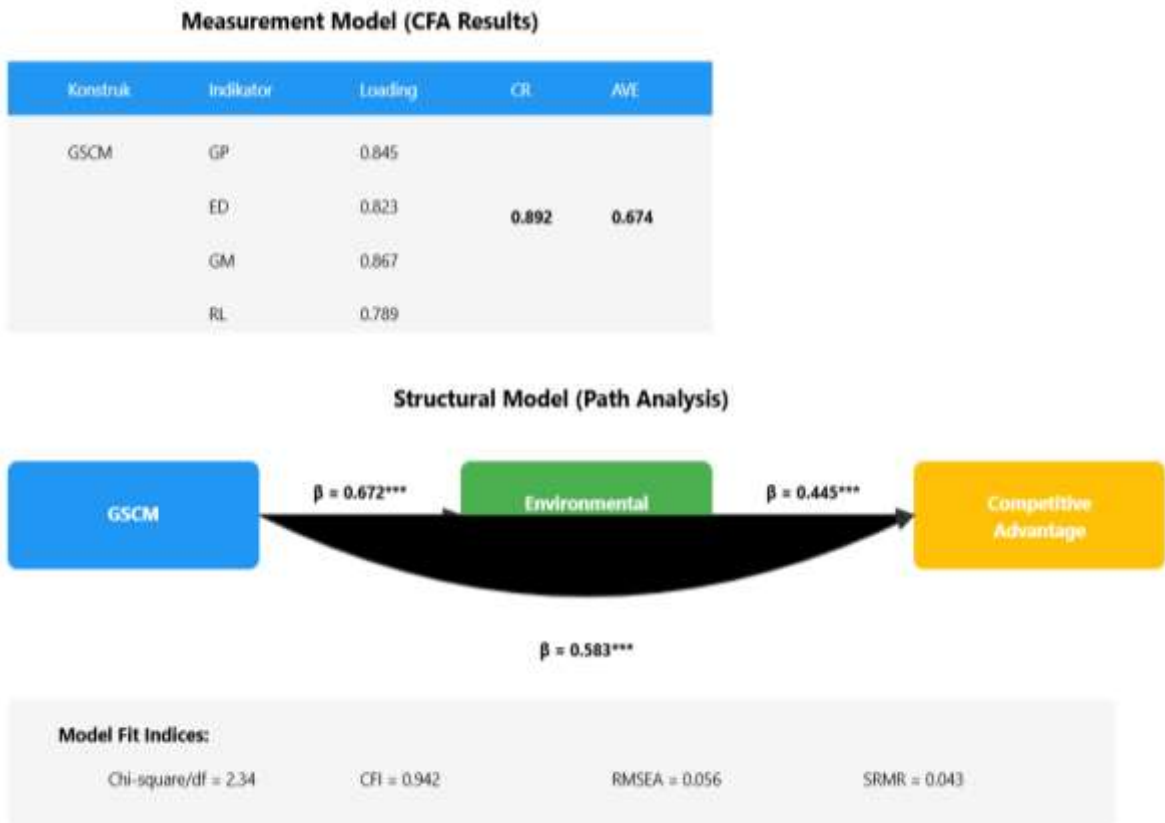 Measurement Model (CFA Results)
Konstruk Indikator Loading CR AVE
GSCM GP 0.845
ED 0.823
0.892 0.674
GM 0.867
RL 0.789
Structural Model (Path Analysis)
GSCM
β = 0.672***
Environmental
β = 0.445***
Competitive
Advantage
β = 0.583***
Model Fit Indices:
Chi-square/df = 2.34 CFI = 0.942 RMSEA = 0.056 SRMR = 0.043